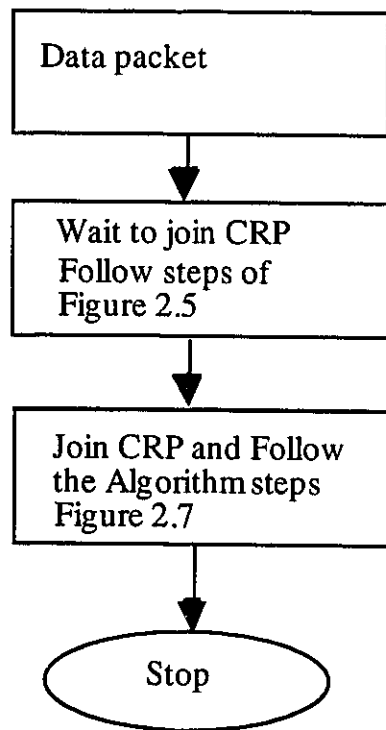 Data packet
Wait to join CRP
Follow steps of
Figure 2.5
Join CRP and Follow
the Algorithm steps
Figure 2.7
Stop